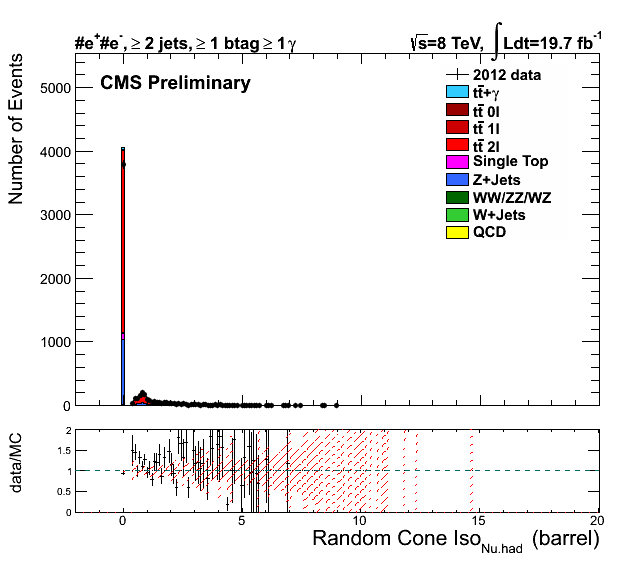 #e⁺#e⁻, ≥ 2 jets, ≥ 1 btag ≥ 1 γ
√s=8 TeV, ∫ Ldt=19.7 fb⁻¹
CMS Preliminary
2012 data
tt̄+γ
tt̄ 0l
tt̄ 1l
tt̄ 2l
Single Top
Z+Jets
WW/ZZ/WZ
W+Jets
QCD
Number of Events
5000
4000
3000
2000
1000
0
data/MC
2
1.5
1
0.5
0
0 5 10 15 20
Random Cone Iso_Nu.had (barrel)